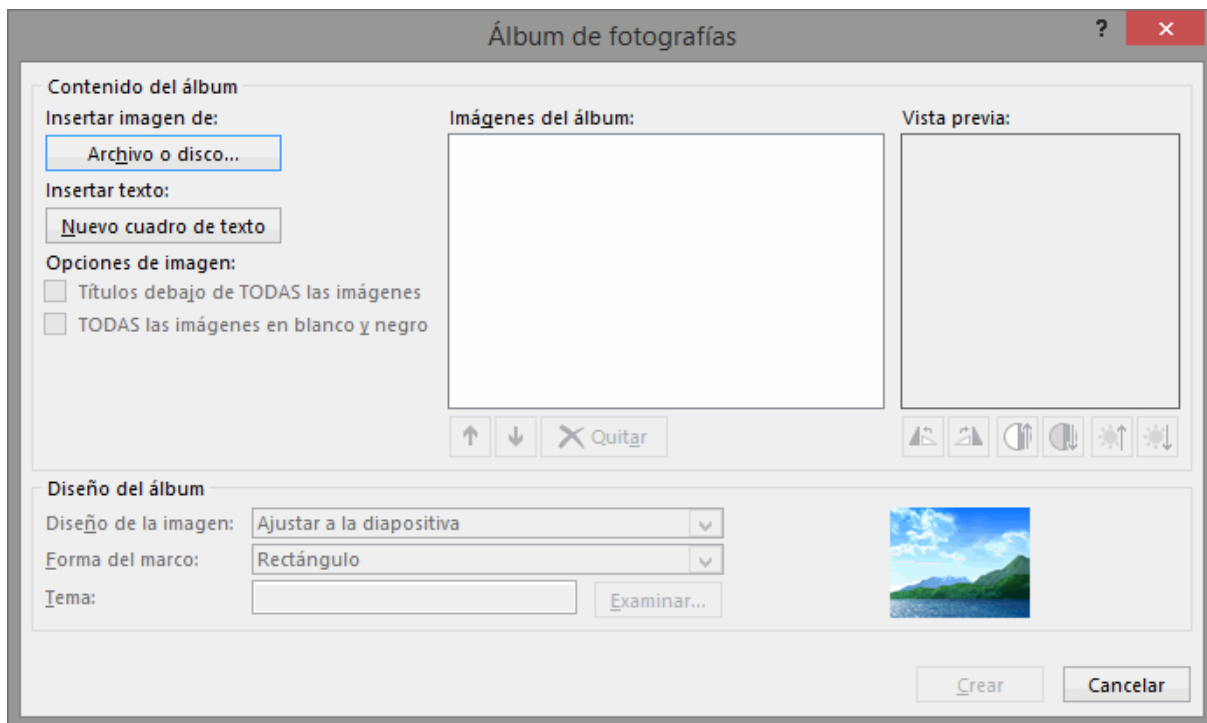 Álbum de fotografías
?
Contenido del álbum
Insertar imagen de:
Archivo o disco...
Insertar texto:
Nuevo cuadro de texto
Opciones de imagen:
Títulos debajo de TODAS las imágenes
TODAS las imágenes en blanco y negro
Imágenes del álbum:
Quitar
Vista previa:
Diseño del álbum
Diseño de la imagen: Ajustar a la diapositiva
Forma del marco: Rectángulo
Tema: Examinar...
Crear Cancelar